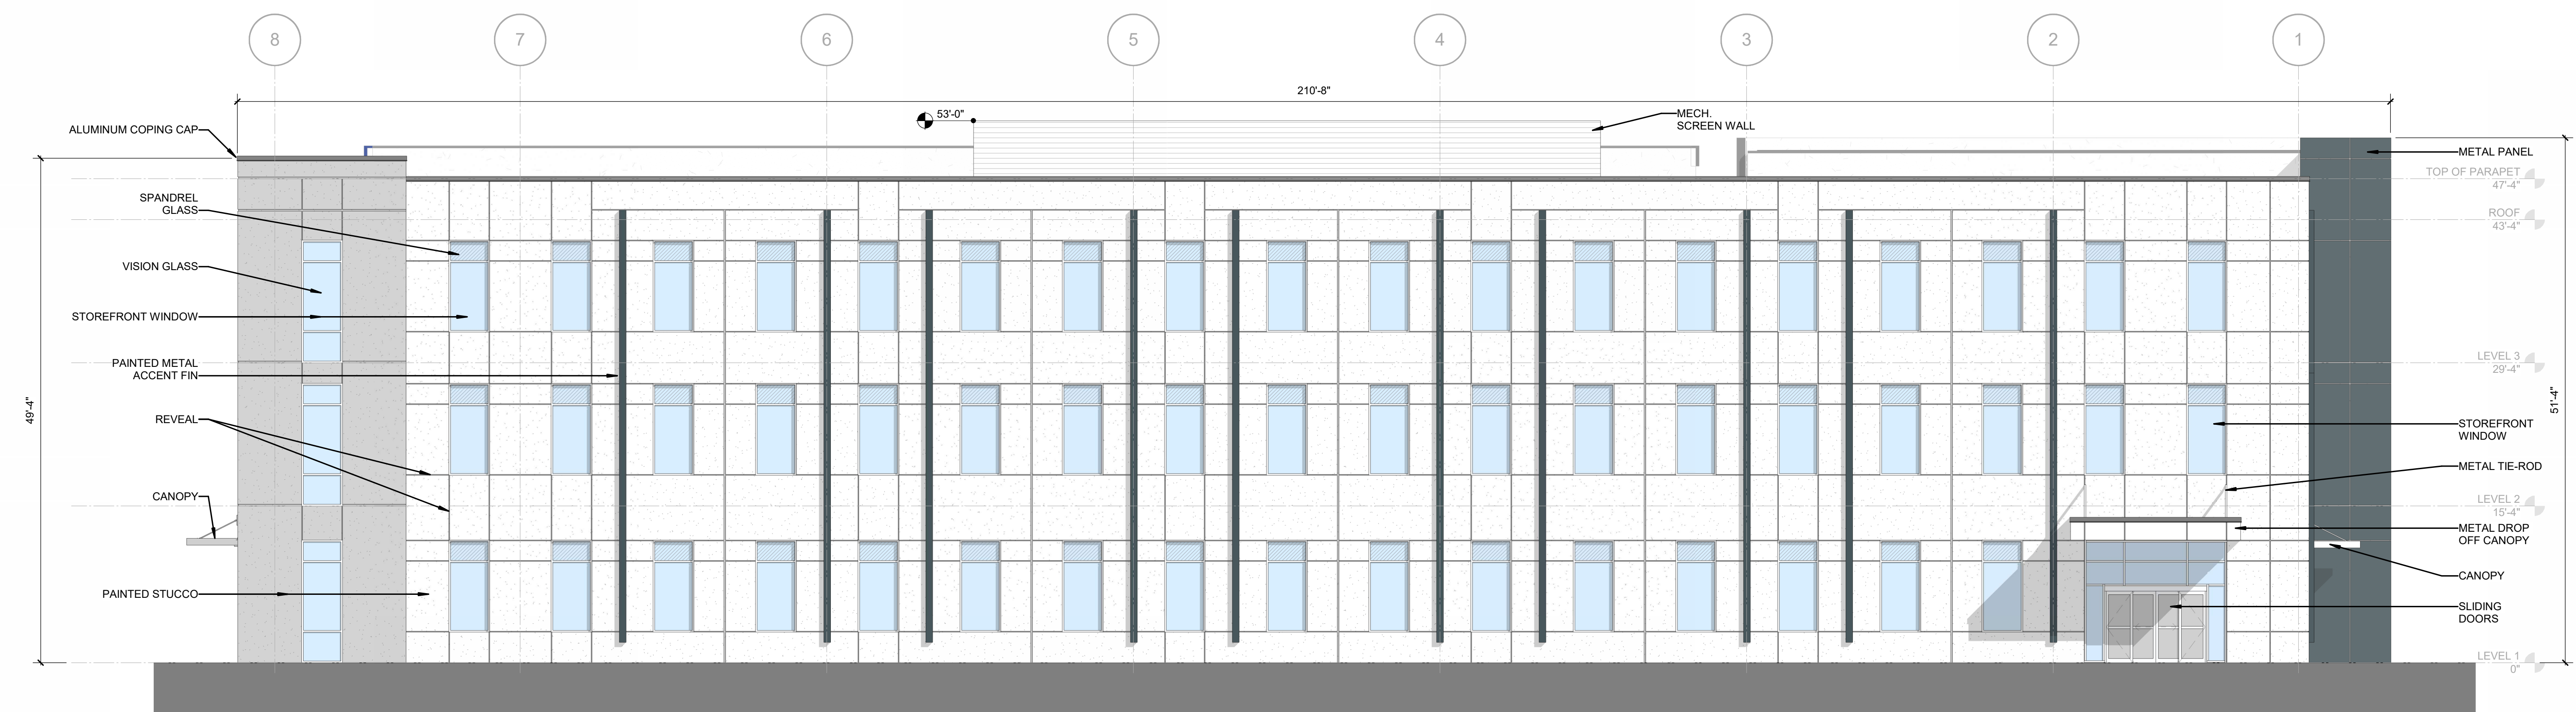 8
7
6
5
4
3
2
1
210'-8"
53'-0"
MECH.
SCREEN WALL
ALUMINUM COPING CAP
SPANDREL
GLASS
VISION GLASS
STOREFRONT WINDOW
PAINTED METAL
ACCENT FIN
REVEAL
CANOPY
PAINTED STUCCO
49'-4"
METAL PANEL
TOP OF PARAPET
47'-4"
ROOF
43'-4"
LEVEL 3
29'-4"
STOREFRONT
WINDOW
METAL TIE-ROD
LEVEL 2
15'-4"
METAL DROP
OFF CANOPY
CANOPY
SLIDING
DOORS
LEVEL 1
0"
51'-4"